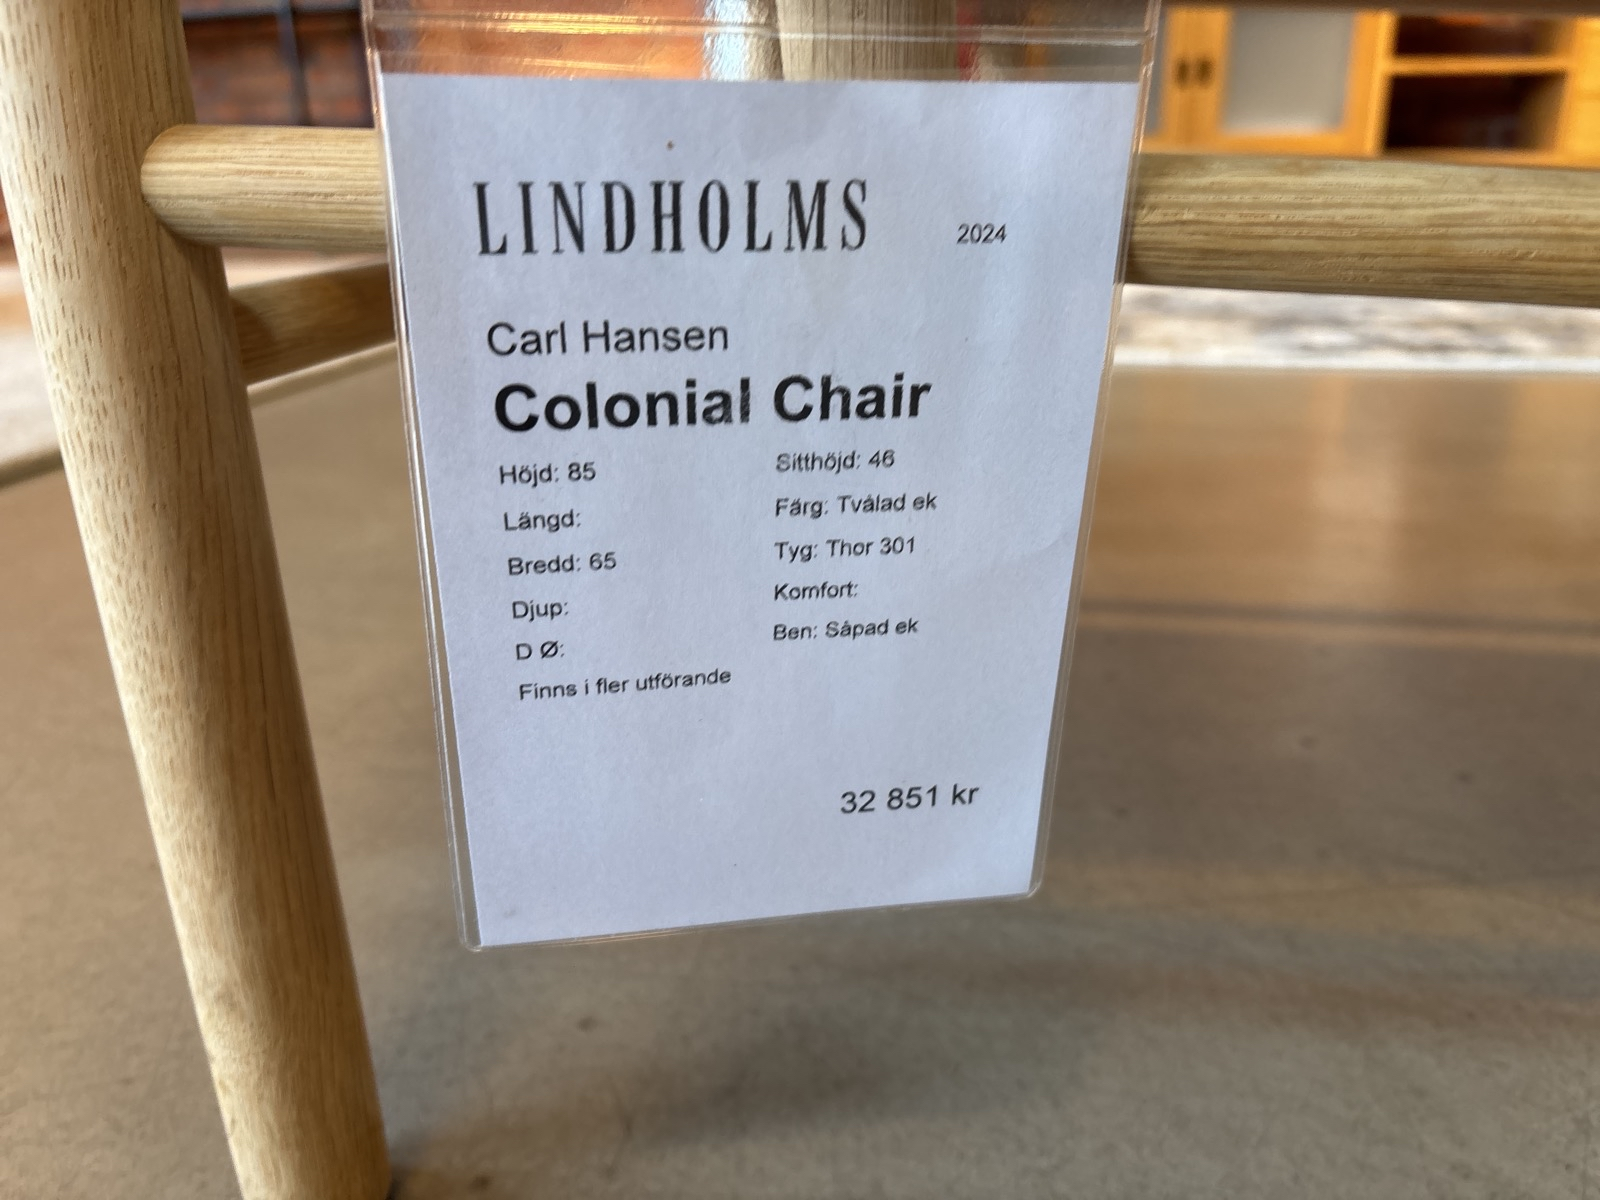 LINDHOLMS 2024
Carl Hansen
Colonial Chair
Höjd: 85
Längd:
Bredd: 65
Djup:
D Ø:
Finns i fler utförande
Sitthöjd: 46
Färg: Tvålad ek
Tyg: Thor 301
Komfort:
Ben: Såpad ek
32 851 kr